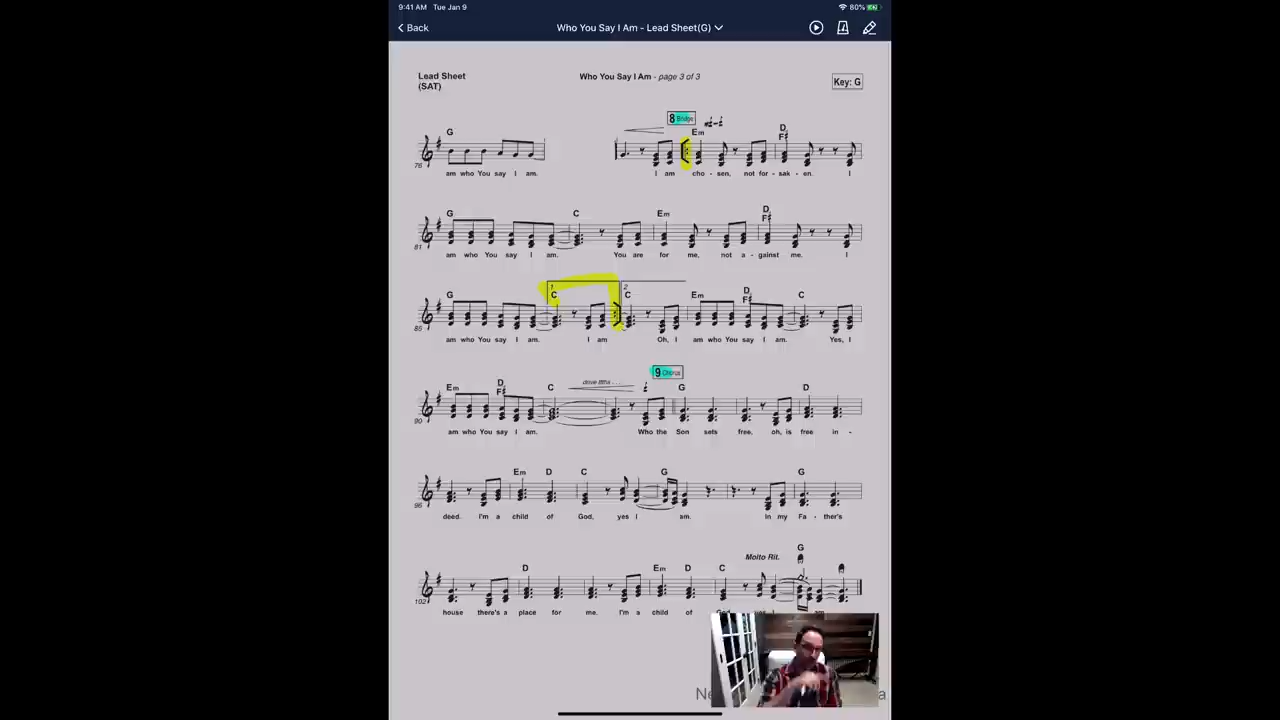 9:41 AM Tue Jan 9 80%
Back Who You Say I Am - Lead Sheet(G)
Lead Sheet
(SAT)
Who You Say I Am - page 3 of 3
Key: G
8 Bridge
G Em D
F♯
76
am who You say I am. I am cho - sen, not for - sak - en. I
G C Em D
F♯
81
am who You say I am. You are for me, not a - gainst me. I
1 2
G C C Em D C
F♯
85
am who You say I am. I am Oh, I am who You say I am. Yes, I
9 Chorus
Em D C G D
F♯
90
am who You say I am. Who the Son sets free, oh, is free in -
Em D C G G
96
deed. I'm a child of God, yes I am. In my Fa - ther's
Molto Rit.
G
D Em D C
102
house there's a place for me. I'm a child of